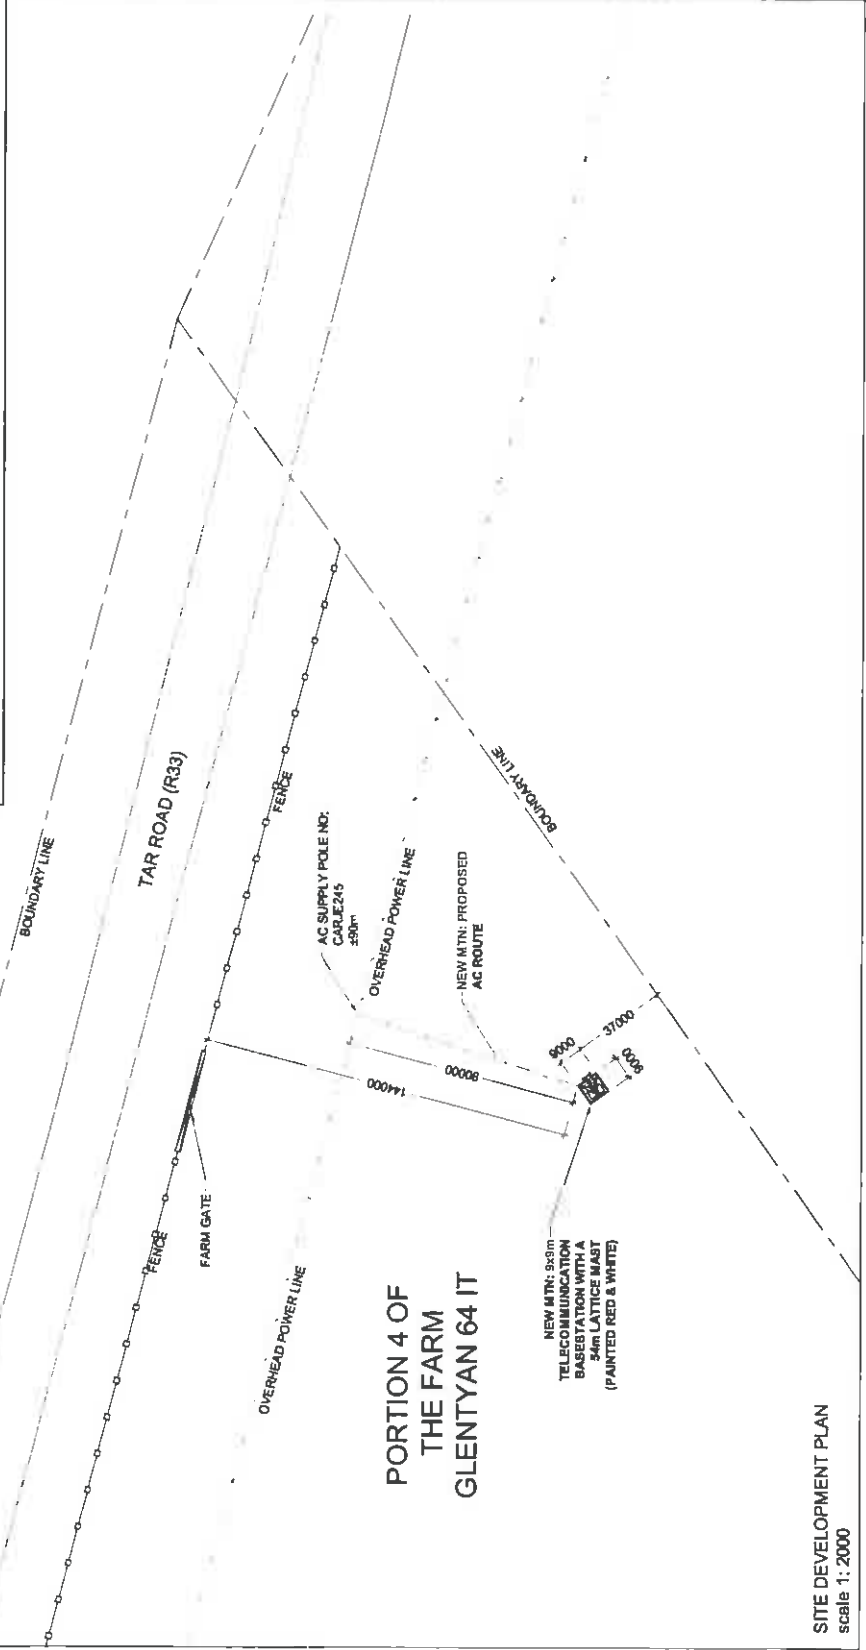 BOUNDARY LINE
TAR ROAD (R33)
FENCE
FENCE
FARM GATE
AC SUPPLY POLE NO:
CARJE245
±90m
OVERHEAD POWER LINE
OVERHEAD POWER LINE
NEW MTN: PROPOSED
AC ROUTE
BOUNDARY LINE
144000
90000
9000
37000
9000
PORTION 4 OF
THE FARM
GLENTYAN 64 IT
NEW MTN: 9x9m
TELECOMMUNICATION
BASESTATION WITH A
54m LATTICE MAST
(PAINTED RED & WHITE)
SITE DEVELOPMENT PLAN
scale 1: 2000